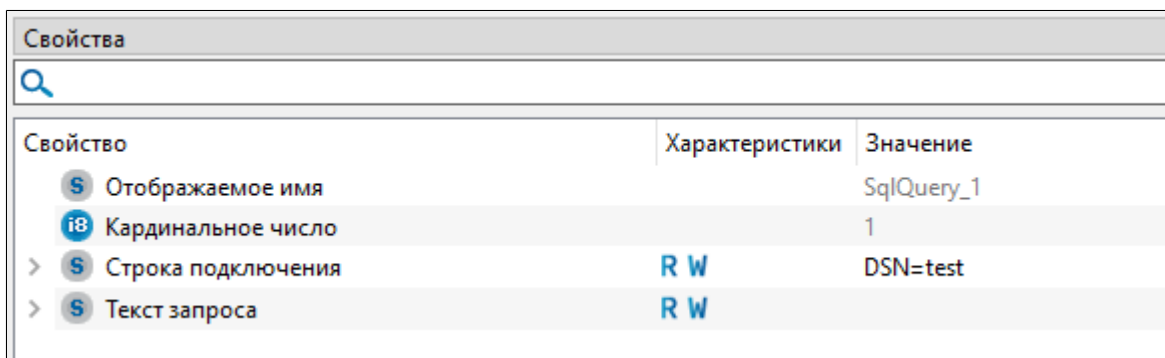 Свойства
Свойство Характеристики Значение
S Отображаемое имя SqlQuery_1
i8 Кардинальное число 1
S Строка подключения R W DSN=test
S Текст запроса R W